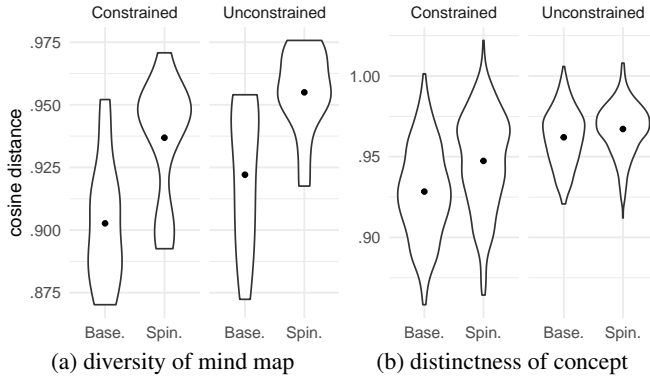 Constrained Unconstrained
.975
.950
.925
.900
.875
cosine distance
Base. Spin. Base. Spin.
(a) diversity of mind map
Constrained Unconstrained
1.00
.95
.90
Base. Spin. Base. Spin.
(b) distinctness of concept